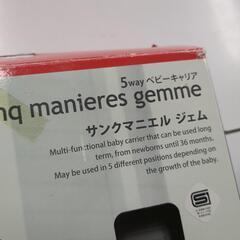 5way ベビーキャリア
nq manieres gemme
サンクマニエル ジェム
Multi-functional baby carrier that can be used long
term, from newborns until 36 months.
May be used in 5 different positions depending on
the growth of the baby.